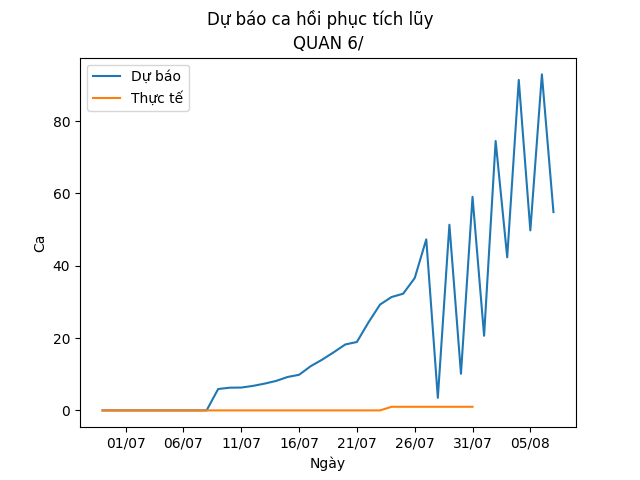 Dự báo ca hồi phục tích lũy
QUAN 6/
Dự báo
Thực tế
80
60
40
20
0
Ca
01/07 06/07 11/07 16/07 21/07 26/07 31/07 05/08
Ngày